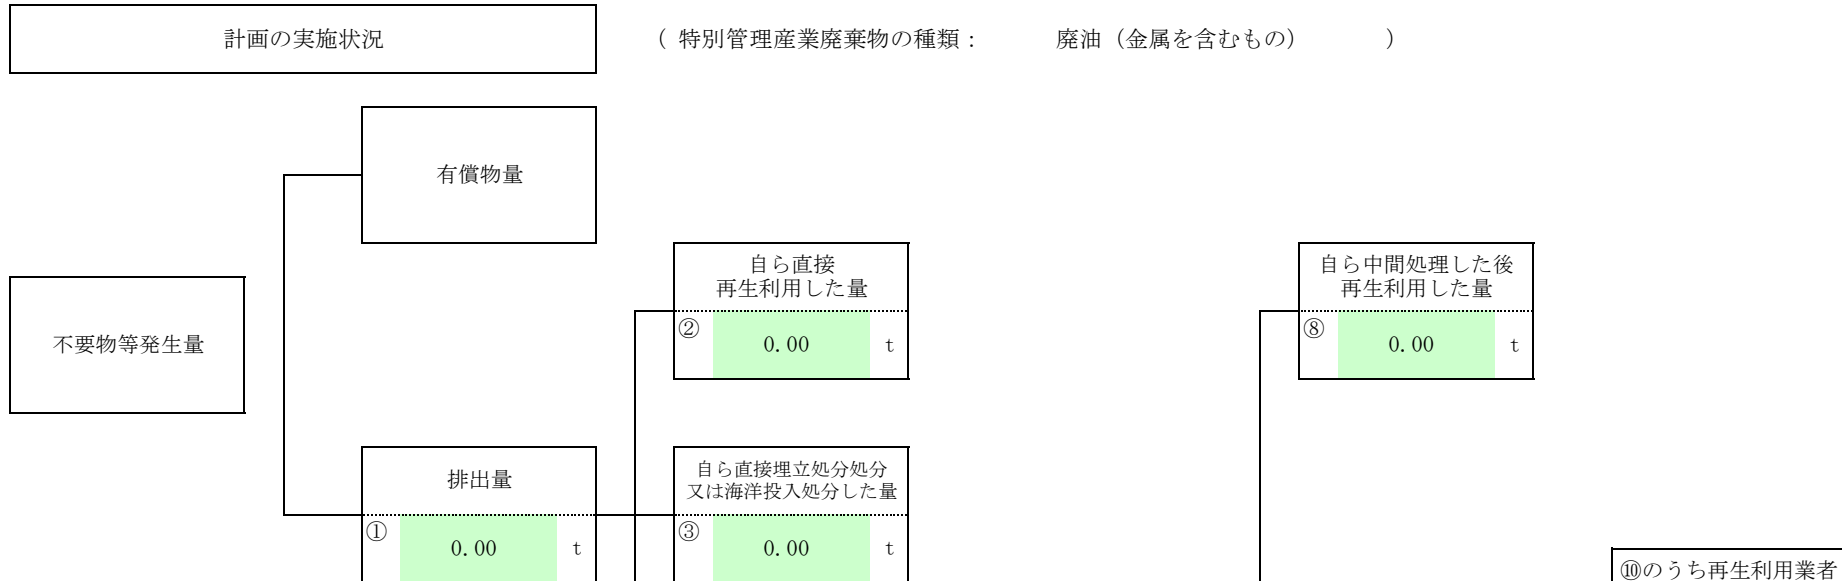 計画の実施状況
（ 特別管理産業廃棄物の種類： 廃油（金属を含むもの） ）
有償物量
自ら直接
再生利用した量
② 0.00 t
自ら中間処理した後
再生利用した量
⑧ 0.00 t
不要物等発生量
排出量
① 0.00 t
自ら直接埋立処分処分
又は海洋投入処分した量
③ 0.00 t
⑩のうち再生利用業者